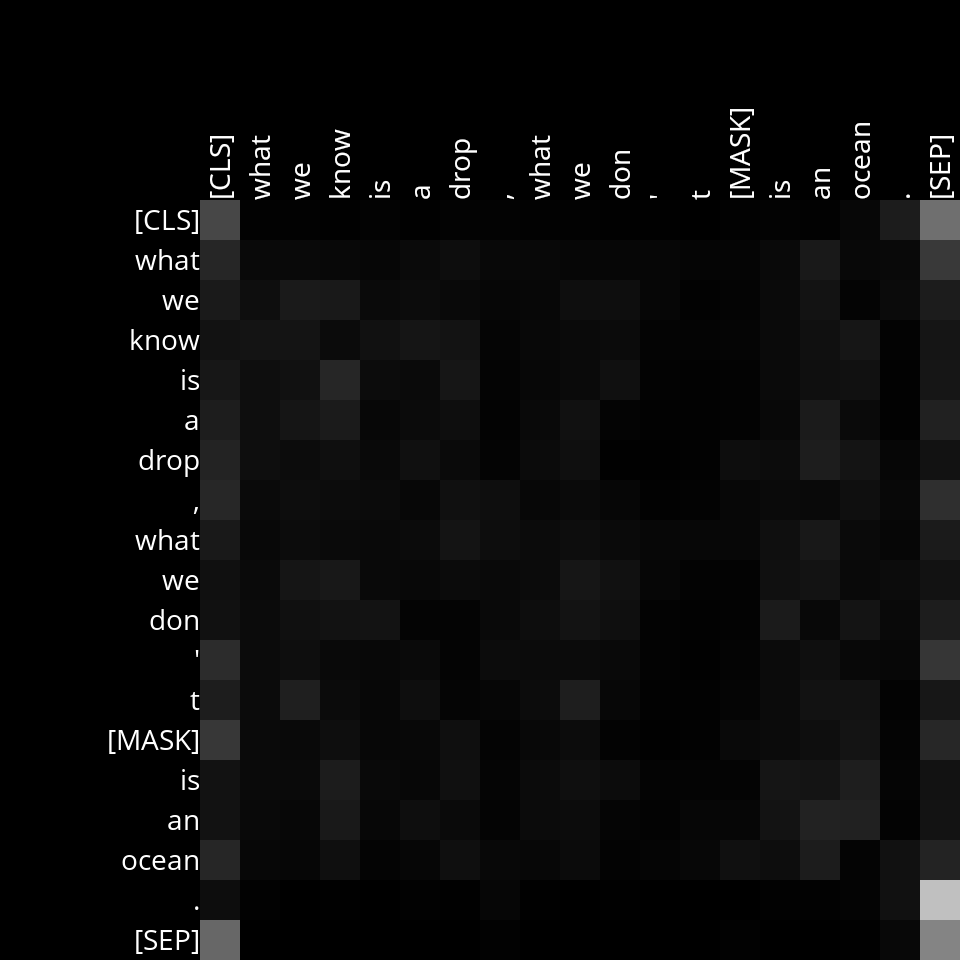 [CLS] what we know is a drop , what we don ' t [MASK] is an ocean . [SEP]
[CLS]
what
we
know
is
a
drop
,
what
we
don
'
t
[MASK]
is
an
ocean
.
[SEP]